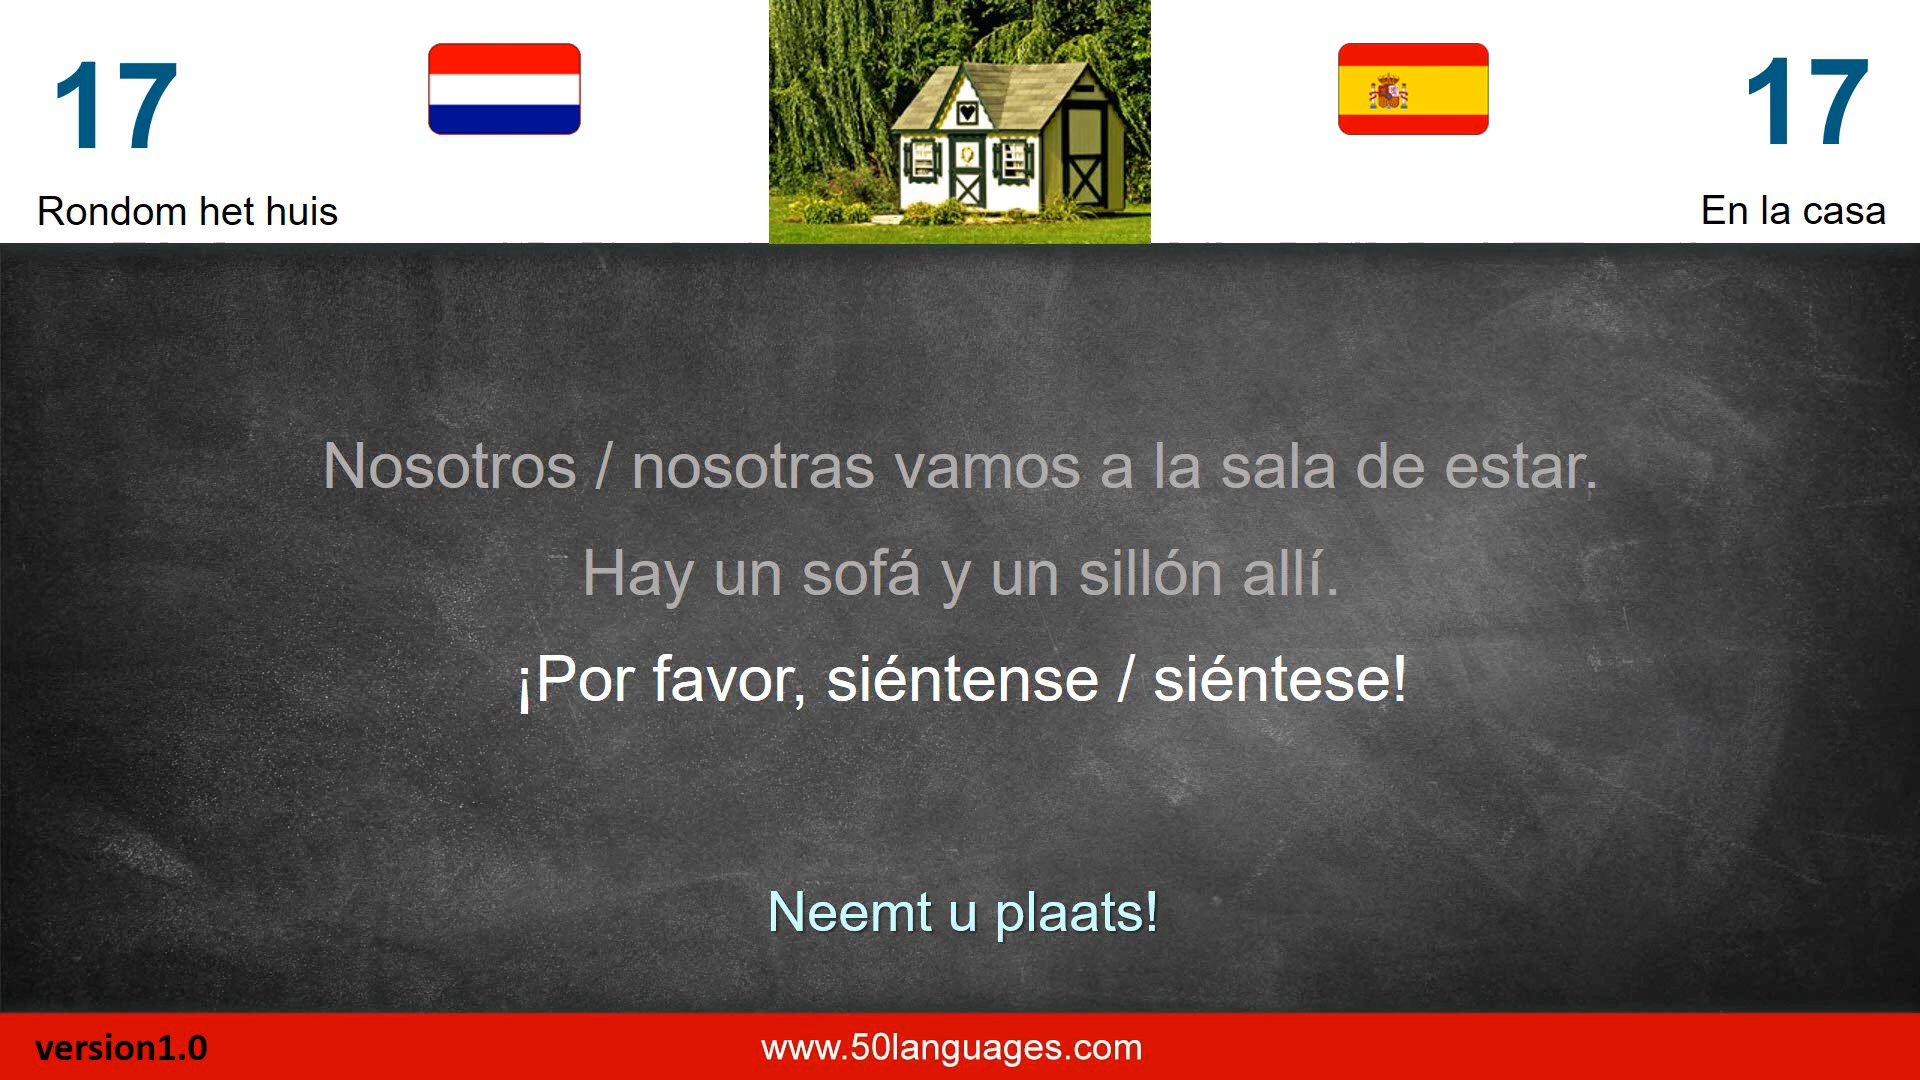 17
17
Rondom het huis
En la casa
Nosotros / nosotras vamos a la sala de estar.
Hay un sofá y un sillón allí.
¡Por favor, siéntense / siéntese!
Neemt u plaats!
version1.0
www.50languages.com